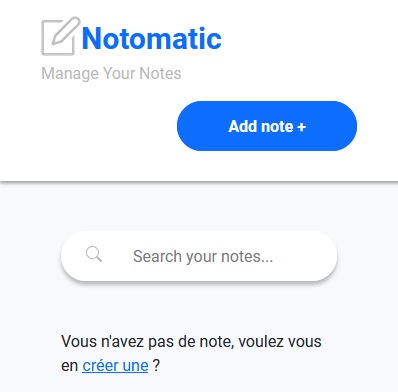 Notomatic
Manage Your Notes
Add note +
Search your notes...
Vous n'avez pas de note, voulez vous
en créer une ?